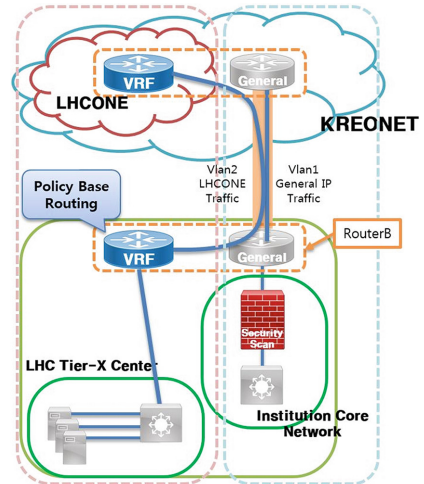 VRF
General
LHCONE
KREONET
Vlan2
LHCONE
Traffic
Vlan1
General IP
Traffic
Policy Base
Routing
VRF
General
RouterB
Security
Scan
LHC Tier-X Center
Institution Core
Network